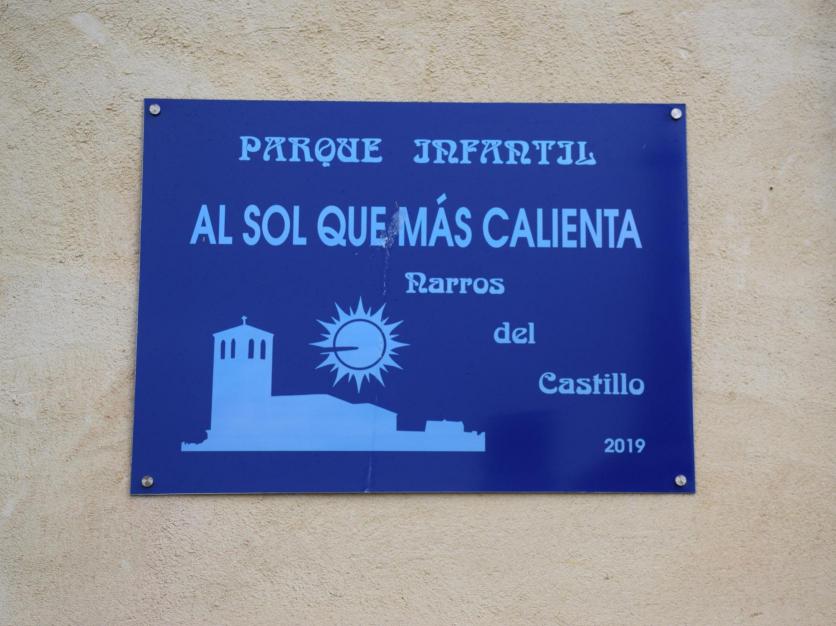 PARQUE INFANTIL
AL SOL QUE MÁS CALIENTA
Narros
del
Castillo
2019